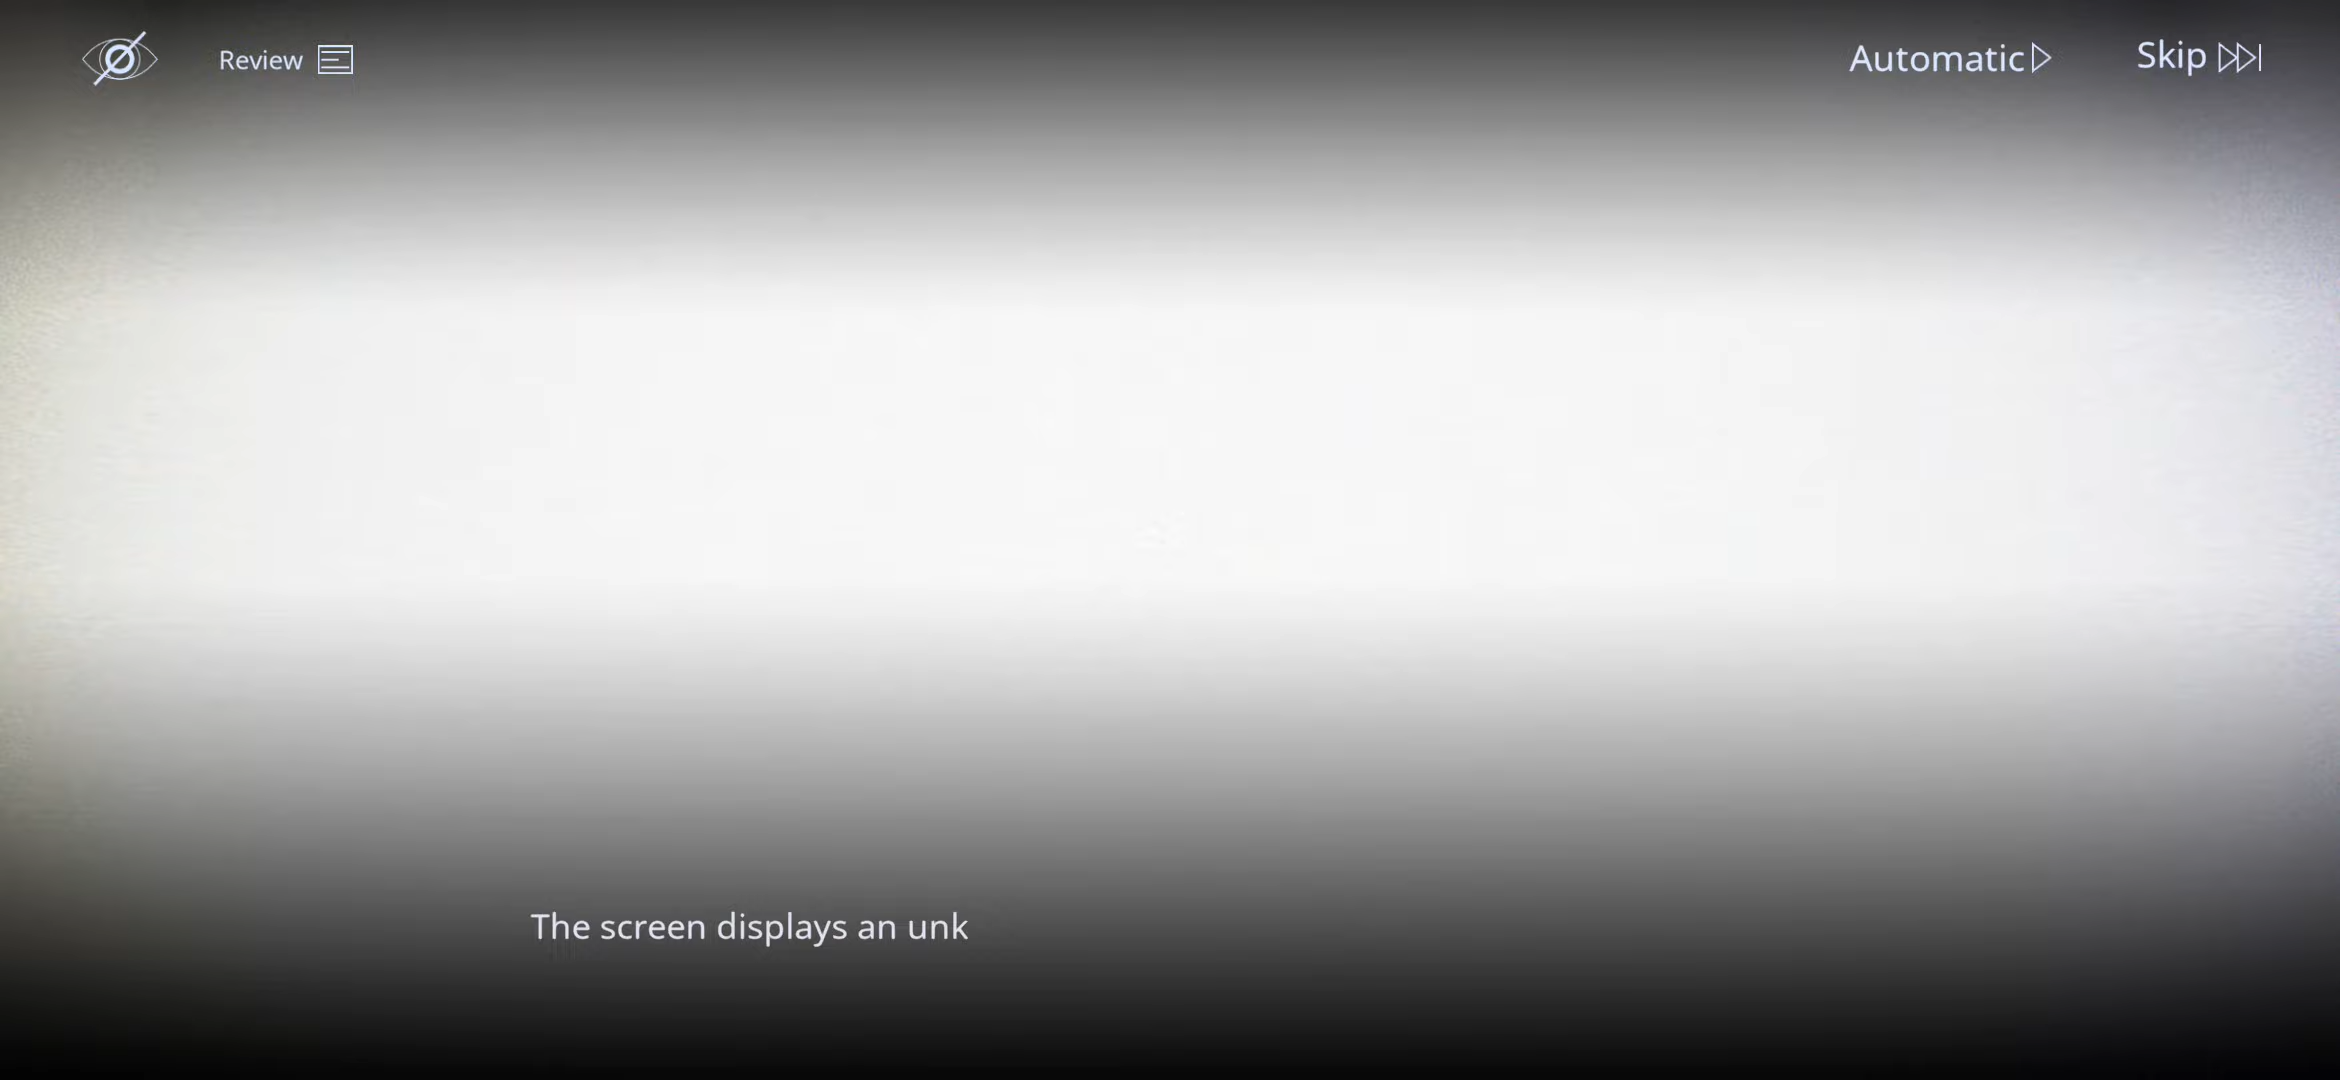 Review
Automatic
Skip
The screen displays an unk